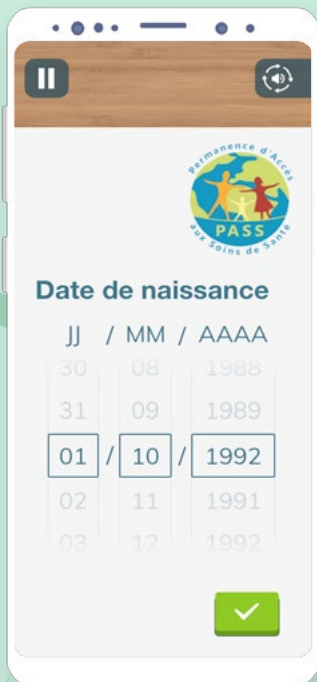 Permanence d'Accès
PASS
aux Soins de Santé
Date de naissance
JJ / MM / AAAA
30 08 1988
31 09 1989
01 / 10 / 1992
02 11 1991
03 12 1992